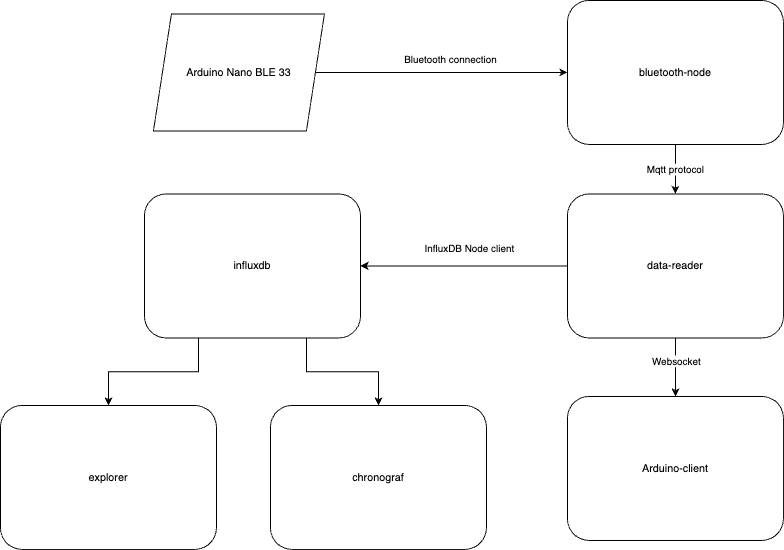 Arduino Nano BLE 33
Bluetooth connection
bluetooth-node
Mqtt protocol
influxdb
InfluxDB Node client
data-reader
Websocket
explorer
chronograf
Arduino-client